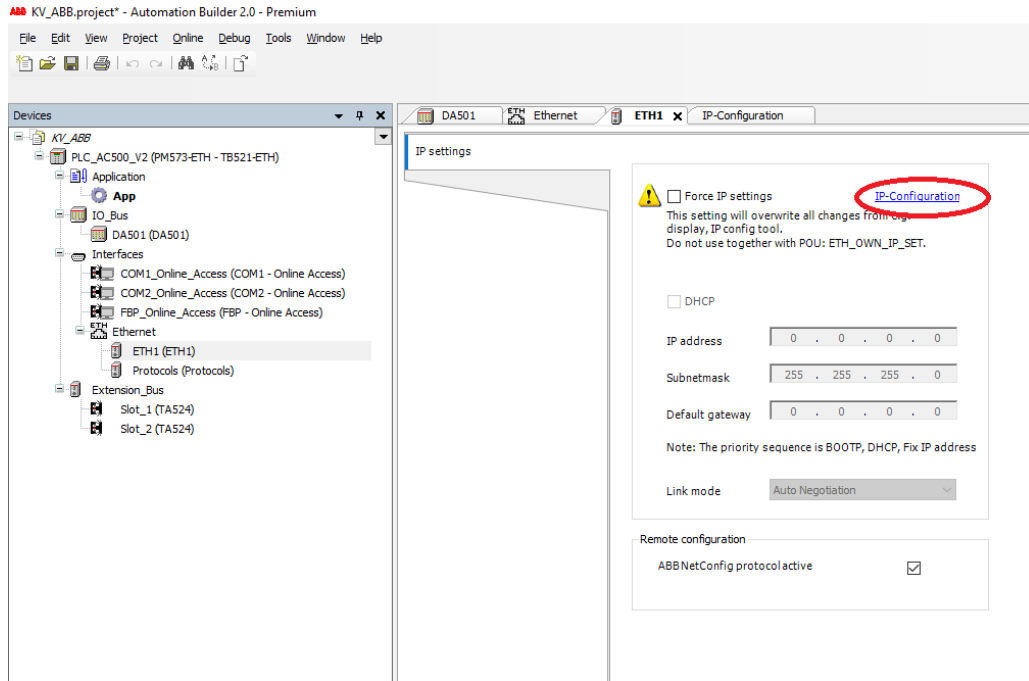 ABB KV_ABB.project* - Automation Builder 2.0 - Premium
File Edit View Project Online Debug Tools Window Help
Devices
KV_ABB
PLC_AC500_V2 (PM573-ETH - TB521-ETH)
Application
App
IO_Bus
DA501 (DA501)
Interfaces
COM1_Online_Access (COM1 - Online Access)
COM2_Online_Access (COM2 - Online Access)
FBP_Online_Access (FBP - Online Access)
ETH Ethernet
ETH1 (ETH1)
Protocols (Protocols)
Extension_Bus
Slot_1 (TA524)
Slot_2 (TA524)
DA501 ETH Ethernet ETH1 IP-Configuration
IP settings
Force IP settings IP-Configuration
This setting will overwrite all changes from
display, IP config tool.
Do not use together with POU: ETH_OWN_IP_SET.
DHCP
IP address 0 . 0 . 0 . 0
Subnetmask 255 . 255 . 255 . 0
Default gateway 0 . 0 . 0 . 0
Note: The priority sequence is BOOTP, DHCP, Fix IP address
Link mode Auto Negotiation
Remote configuration
ABB NetConfig protocol active